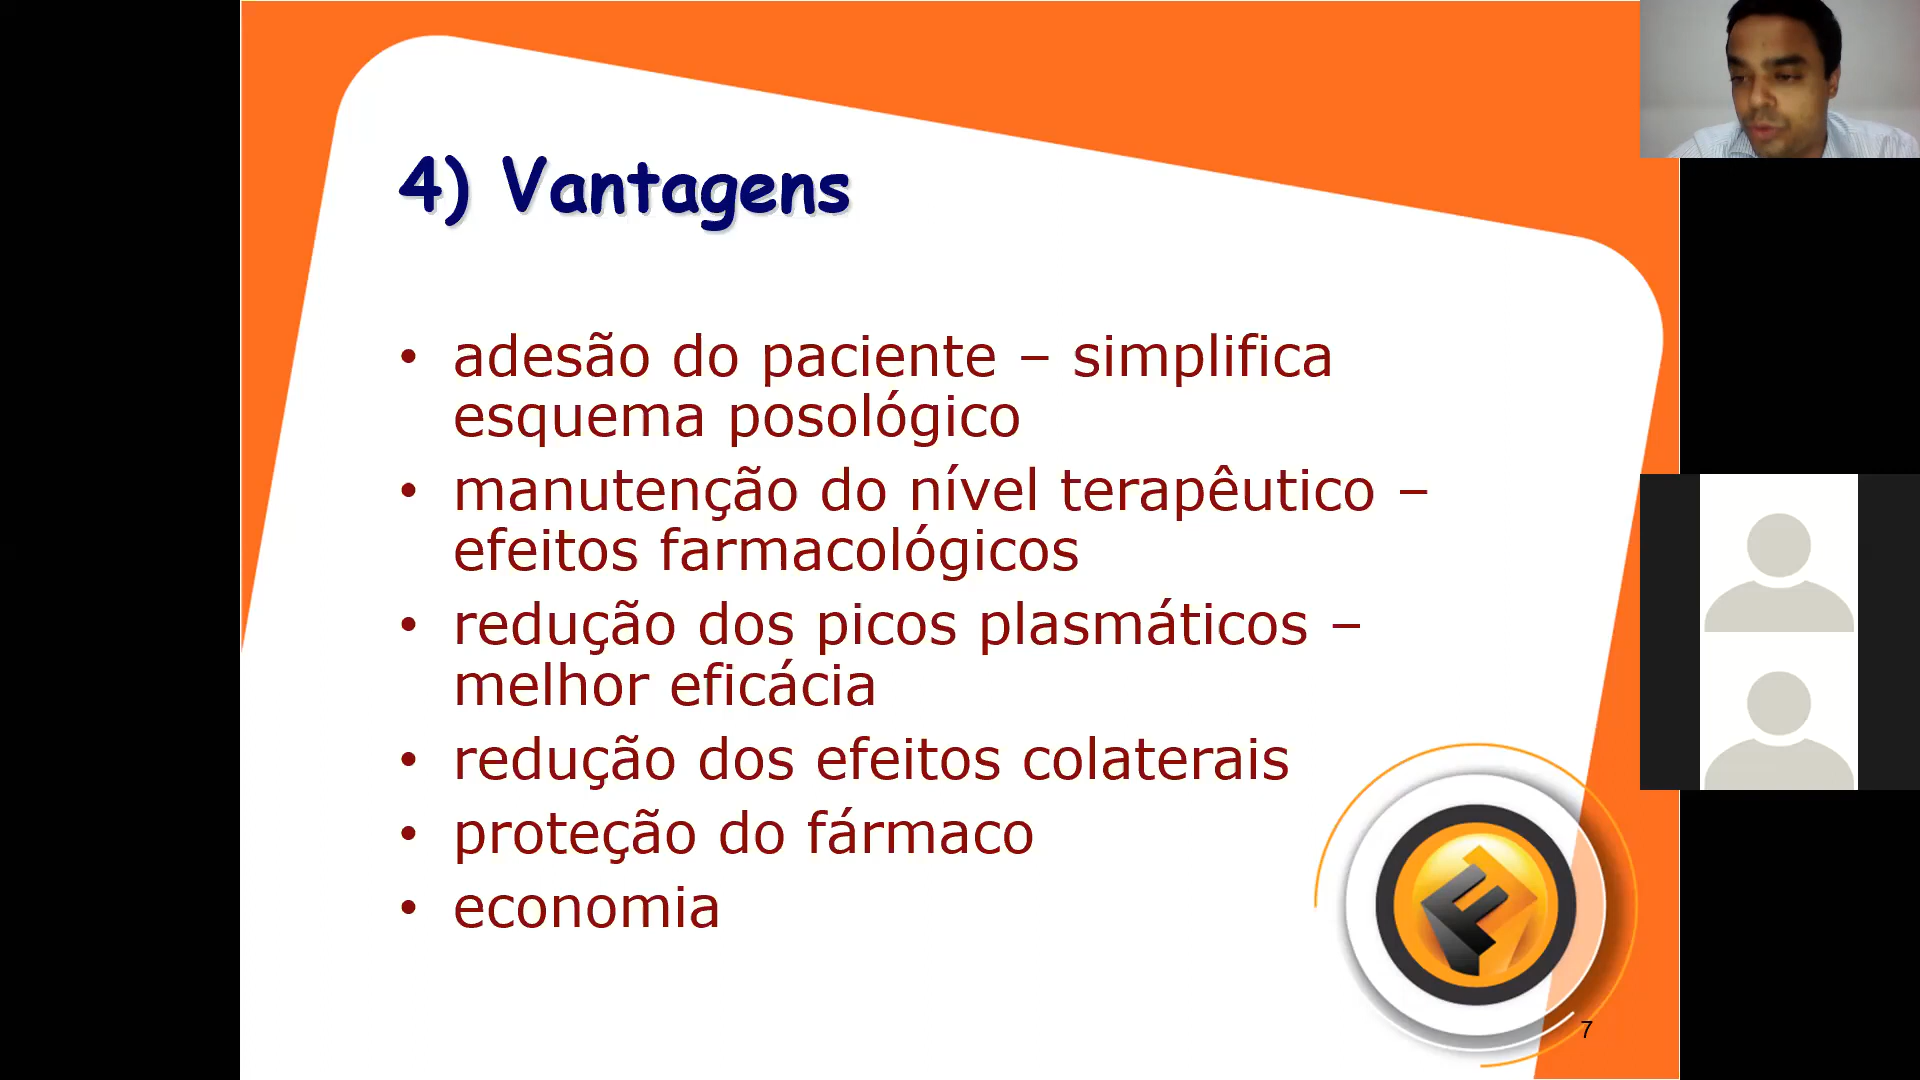 4) Vantagens
• adesão do paciente – simplifica
esquema posológico
• manutenção do nível terapêutico –
efeitos farmacológicos
• redução dos picos plasmáticos –
melhor eficácia
• redução dos efeitos colaterais
• proteção do fármaco
• economia
7